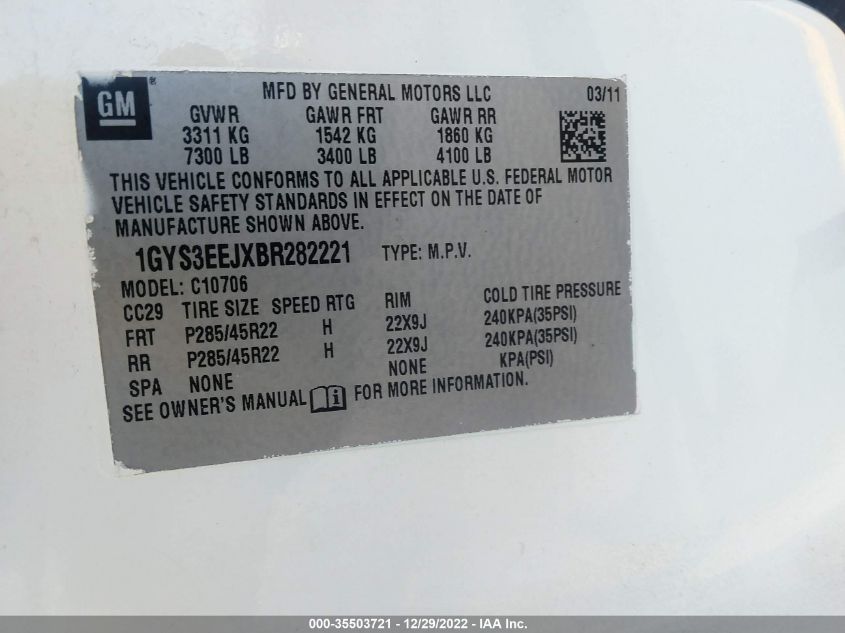 GM ®
MFD BY GENERAL MOTORS LLC 03/11
GVWR GAWR FRT GAWR RR
3311 KG 1542 KG 1860 KG
7300 LB 3400 LB 4100 LB
THIS VEHICLE CONFORMS TO ALL APPLICABLE U.S. FEDERAL MOTOR
VEHICLE SAFETY STANDARDS IN EFFECT ON THE DATE OF
MANUFACTURE SHOWN ABOVE.
1GYS3EEJXBR282221 TYPE: M.P.V.
MODEL: C10706
CC29 TIRE SIZE SPEED RTG RIM COLD TIRE PRESSURE
FRT P285/45R22 H 22X9J 240KPA(35PSI)
RR P285/45R22 H 22X9J 240KPA(35PSI)
SPA NONE NONE KPA(PSI)
SEE OWNER'S MANUAL i FOR MORE INFORMATION.
000-35503721 - 12/29/2022 - IAA Inc.